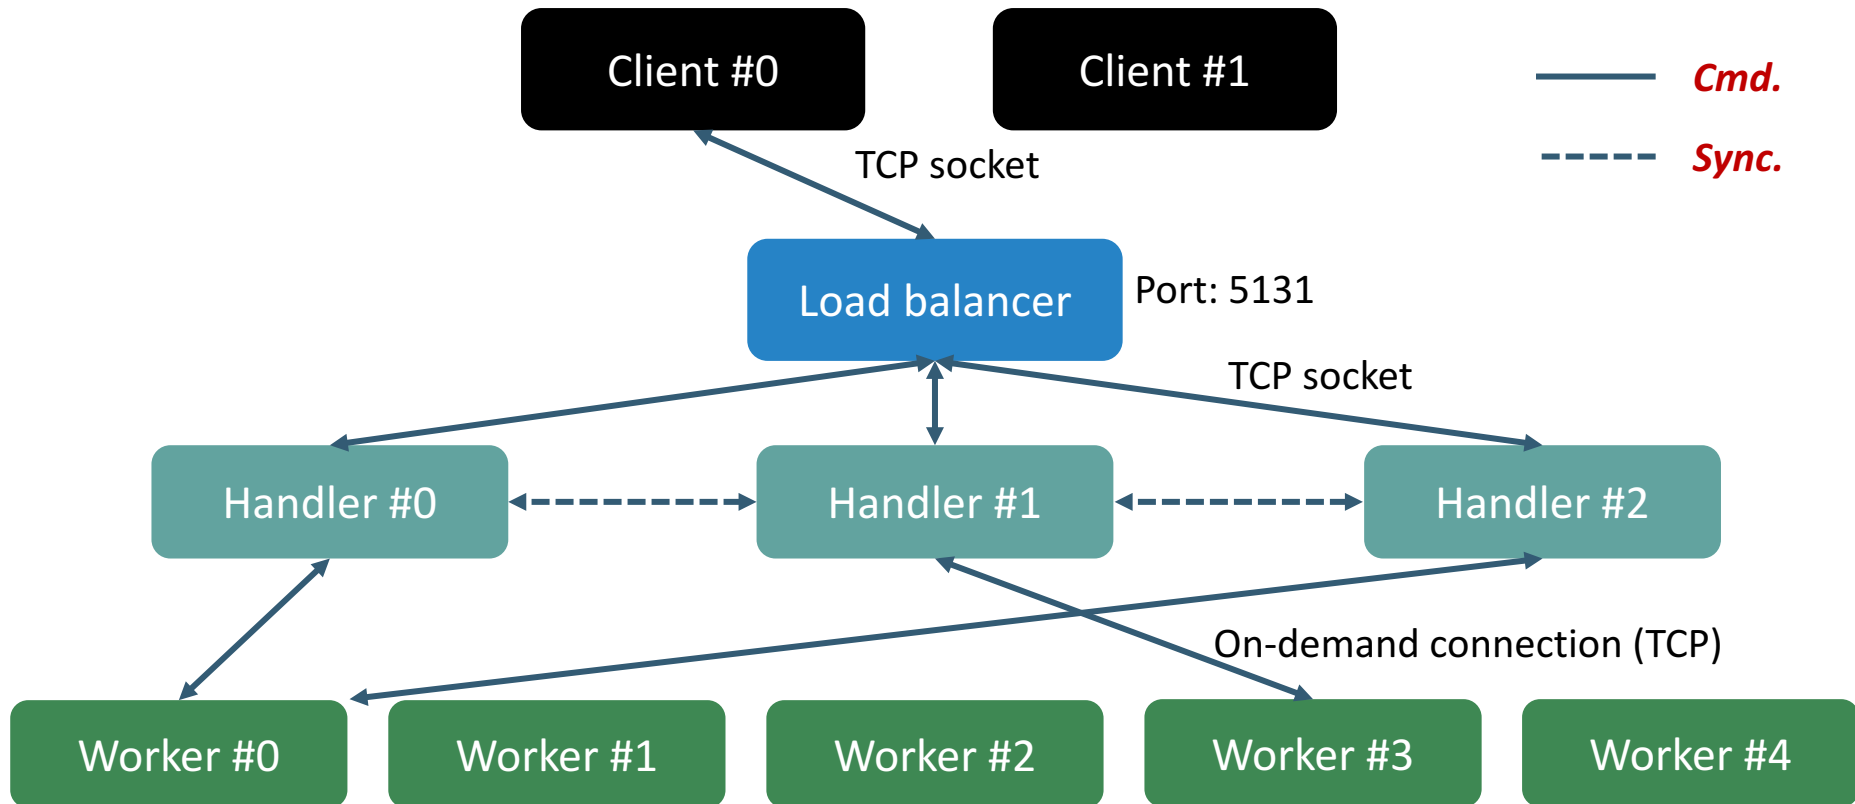 Client #0
Client #1
Cmd.
Sync.
TCP socket
Load balancer
Port: 5131
TCP socket
Handler #0
Handler #1
Handler #2
On-demand connection (TCP)
Worker #0
Worker #1
Worker #2
Worker #3
Worker #4